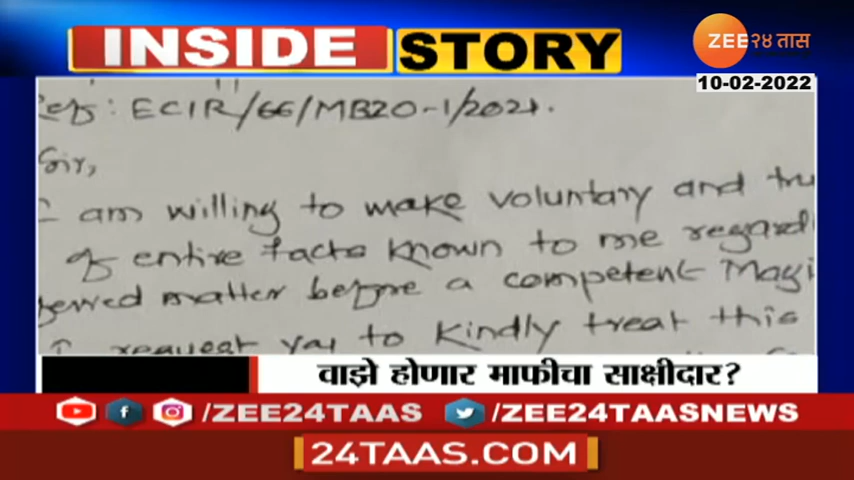 INSIDE STORY
ZEE २४ तास
10-02-2022
Ref: ECIR/66/MBZO-1/2021.
Sir,
I am willing to make voluntary and tru
of entire facts known to me regardi
ferred matter before a competent Magi
I request you to kindly treat this
वाझे होणार माफीचा साक्षीदार?
/ZEE24TAAS /ZEE24TAASNEWS
24TAAS.COM